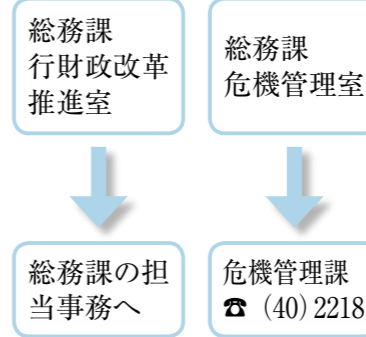 総務課
行財政改革
推進室
総務課
危機管理室
総務課の担
当事務へ
危機管理課
☎ (40) 2218